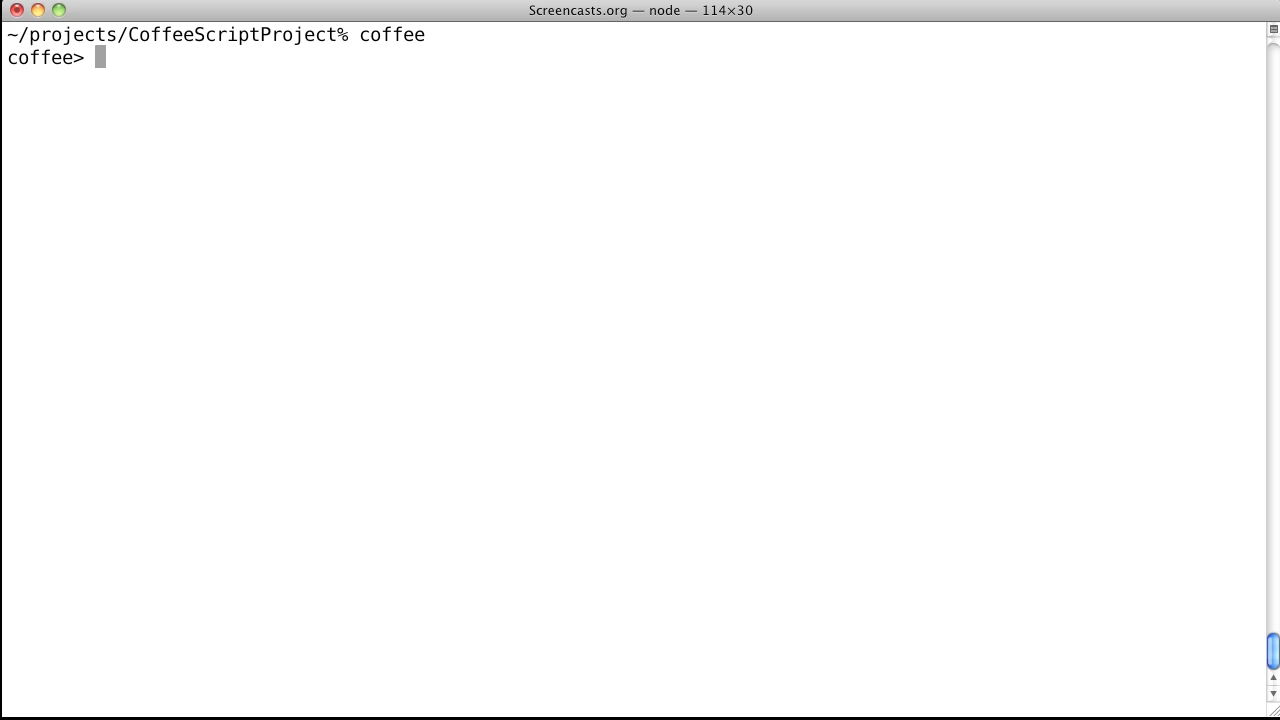 Screencasts.org — node — 114×30
~/projects/CoffeeScriptProject% coffee
coffee>